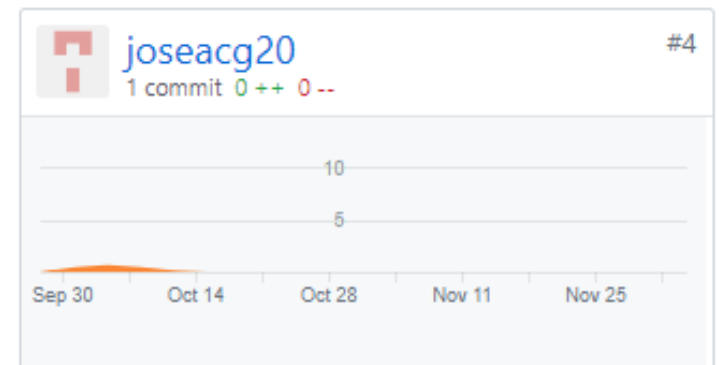 joseacg20 #4
1 commit 0 ++ 0 --
10
5
Sep 30 Oct 14 Oct 28 Nov 11 Nov 25